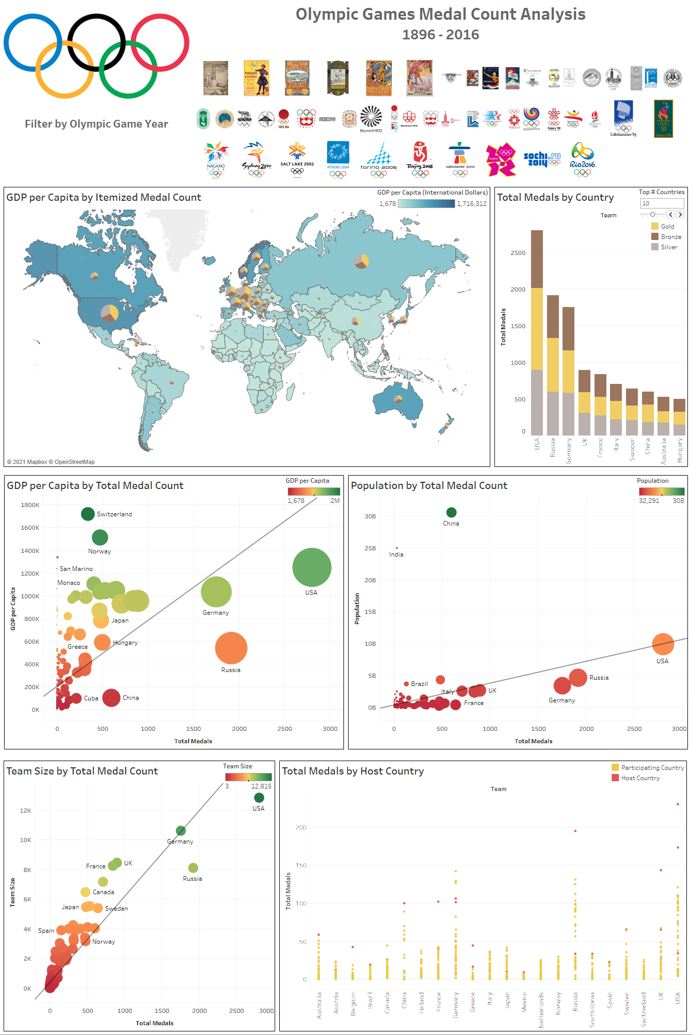 Olympic Games Medal Count Analysis
1896 - 2016
Filter by Olympic Game Year
München1972
Lillehammer'94
NAGANO
Sydney2000
SALT LAKE 2002
ATHENS 2004
torino 2006
Beijing 2008
vancouver 2010
sochi.ru
2014
Rio2016
GDP per Capita by Itemized Medal Count
GDP per Capita (International Dollars)
1,678
1,716,312
© 2021 Mapbox © OpenStreetMap
Total Medals by Country
Top # Countries
10
Team
Gold
Bronze
Silver
Total Medals
2500
2000
1500
1000
500
0
USA
Russia
Germany
UK
France
Italy
Sweden
China
Australia
Hungary
GDP per Capita by Total Medal Count
GDP per Capita
1,678
2M
GDP per Capita
1800K
1600K
1400K
1200K
1000K
800K
600K
400K
200K
0K
Switzerland
Norway
San Marino
Monaco
USA
Germany
Japan
Greece
Hungary
Russia
Cuba
China
0
500
1000
1500
2000
2500
3000
Total Medals
Population by Total Medal Count
Population
32,291
30B
Population
30B
25B
20B
15B
10B
5B
0B
China
India
USA
Brazil
Russia
Italy
UK
Germany
France
0
500
1000
1500
2000
2500
3000
Total Medals
Team Size by Total Medal Count
Team Size
3
12,815
Team Size
12K
10K
8K
6K
4K
2K
0K
USA
Germany
France
UK
Russia
Canada
Japan
Sweden
Spain
Norway
0
500
1000
1500
2000
2500
3000
Total Medals
Total Medals by Host Country
Participating Country
Host Country
Team
Total Medals
200
150
100
50
0
Australia
Austria
Belgium
Brazil
Canada
China
Finland
France
Germany
Greece
Italy
Japan
Mexico
Netherlands
Norway
Russia
South Korea
Spain
Sweden
Switzerland
UK
USA